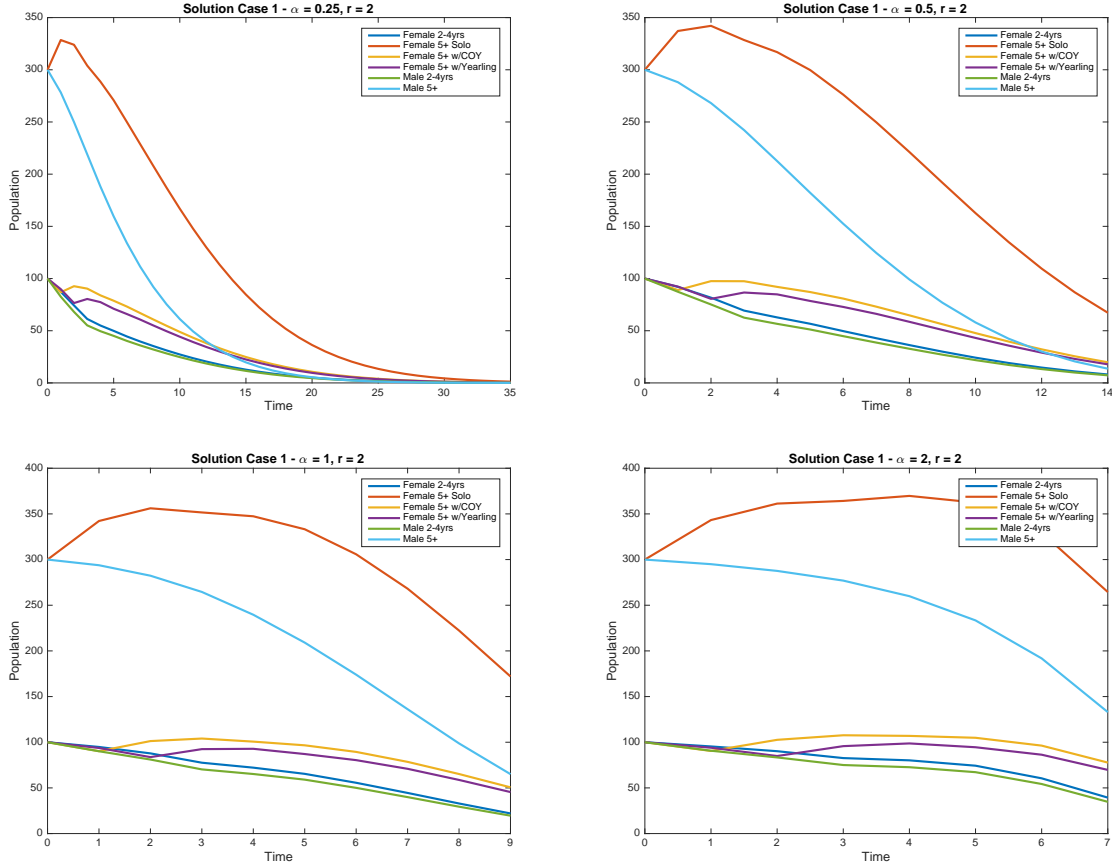 Solution Case 1 - α = 0.25, r = 2
350
300
250
200
150
100
50
0
Population
Female 2-4yrs
Female 5+ Solo
Female 5+ w/COY
Female 5+ w/Yearling
Male 2-4yrs
Male 5+
0 5 10 15 20 25 30 35
Time
Solution Case 1 - α = 0.5, r = 2
350
300
250
200
150
100
50
0
Population
Female 2-4yrs
Female 5+ Solo
Female 5+ w/COY
Female 5+ w/Yearling
Male 2-4yrs
Male 5+
0 2 4 6 8 10 12 14
Time
Solution Case 1 - α = 1, r = 2
400
350
300
250
200
150
100
50
0
Population
Female 2-4yrs
Female 5+ Solo
Female 5+ w/COY
Female 5+ w/Yearling
Male 2-4yrs
Male 5+
0 1 2 3 4 5 6 7 8 9
Time
Solution Case 1 - α = 2, r = 2
400
350
300
250
200
150
100
50
0
Population
Female 2-4yrs
Female 5+ Solo
Female 5+ w/COY
Female 5+ w/Yearling
Male 2-4yrs
Male 5+
0 1 2 3 4 5 6 7
Time